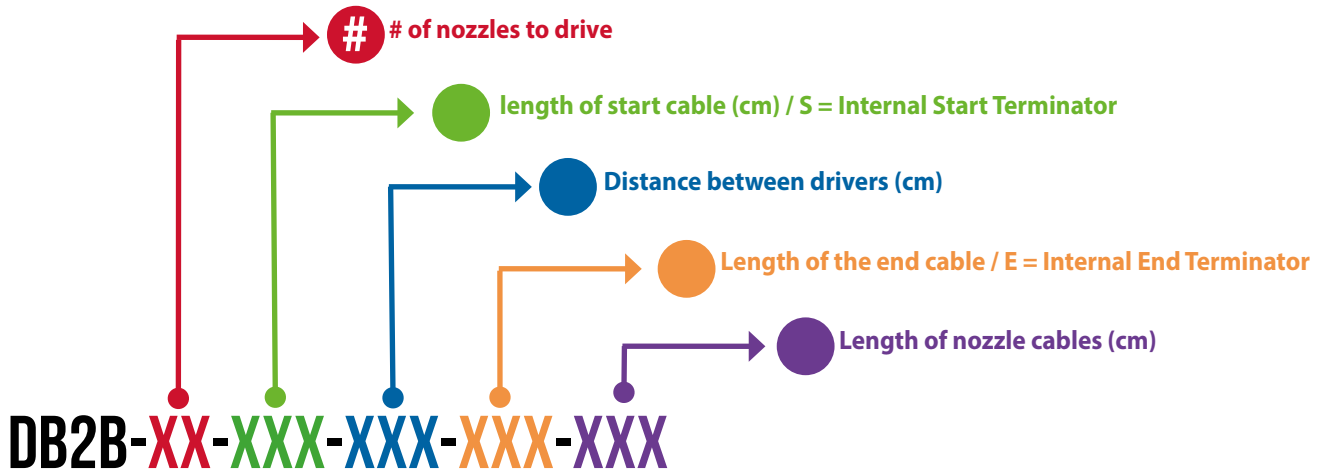 # # of nozzles to drive
length of start cable (cm) / S = Internal Start Terminator
Distance between drivers (cm)
Length of the end cable / E = Internal End Terminator
Length of nozzle cables (cm)
DB2B-XX-XXX-XXX-XXX-XXX